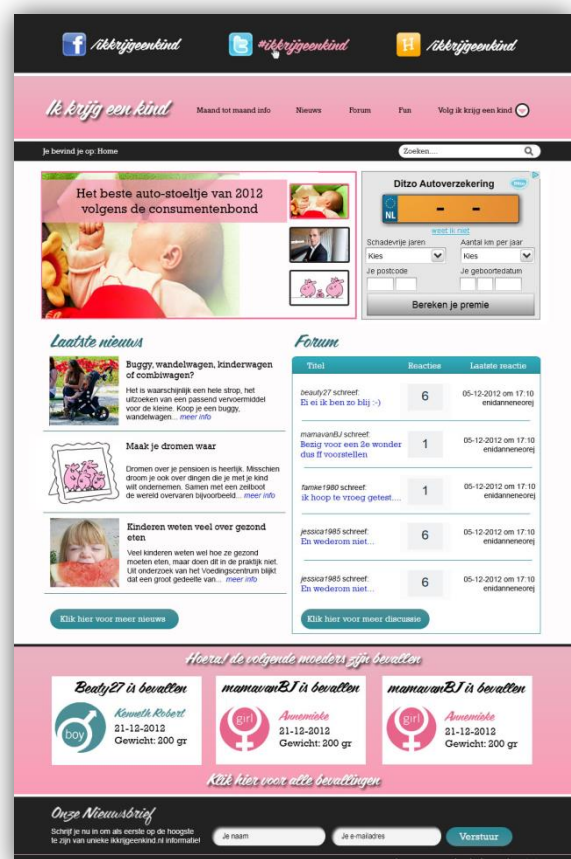 /ikkrijgeenkind
#ikkrijgeenkind
/ikkrijgeenkind
Ik krijg een kind
Maand tot maand info
Nieuws
Forum
Fun
Volg ik krijg een kind
Je bevind je op: Home
Zoeken....
Het beste auto-stoeltje van 2012
volgens de consumentenbond
Ditzo Autoverzekering
NL
- -
weet ik niet
Schadevrije jaren
Aantal km per jaar
Kies
Kies
Je postcode
Je geboortedatum
Bereken je premie
Laatste nieuws
Buggy, wandelwagen, kinderwagen
of combiwagen?
Het is waarschijnlijk een hele strop, het
uitzoeken van een passend vervoermiddel
voor de kleine. Koop je een buggy,
wandelwagen... meer info
Maak je dromen waar
Dromen over je pensioen is heerlijk. Misschien
droom je ook over dingen die je met je kind
wilt ondernemen. Samen met een zeilboot
de wereld overvaren bijvoorbeeld... meer info
Kinderen weten veel over gezond
eten
Veel kinderen weten wel hoe ze gezond
moeten eten, maar doen dit in de praktijk niet.
Uit onderzoek van het Voedingscentrum blijkt
dat een groot gedeelte van... meer info
Klik hier voor meer nieuws
Forum
Titel
Reacties
Laatste reactie
beauty27 schreef:
Ei ei ik ben zo blij :-)
6
05-12-2012 om 17:10
enidanneneorej
mamavanBJ schreef:
Bezig voor een 2e wonder
dus ff voorstellen
1
05-12-2012 om 17:10
enidanneneorej
famke1980 schreef:
ik hoop te vroeg getest....
1
05-12-2012 om 17:10
enidanneneorej
jessica1985 schreef:
En wederom niet...
6
05-12-2012 om 17:10
enidanneneorej
jessica1985 schreef:
En wederom niet...
6
05-12-2012 om 17:10
enidanneneorej
Klik hier voor meer discussie
Hoera! de volgende moeders zijn bevallen
Beaty27 is bevallen
boy
Kenneth Robert
21-12-2012
Gewicht: 200 gr
mamavanBJ is bevallen
girl
Annemieke
21-12-2012
Gewicht: 200 gr
mamavanBJ is bevallen
girl
Annemieke
21-12-2012
Gewicht: 200 gr
Klik hier voor alle bevallingen
Onze Nieuwsbrief
Schrijf je nu in om als eerste op de hoogste
te zijn van unieke ikkrijgeenkind.nl informatie!
Je naam
Je e-mailadres
Verstuur